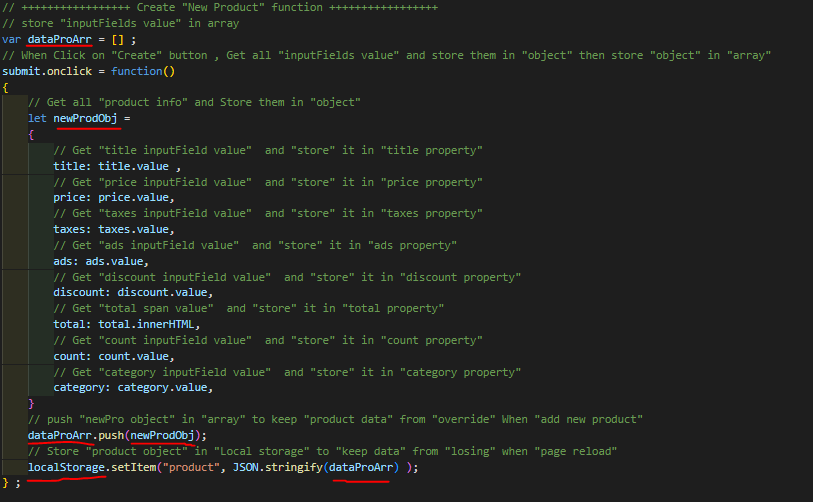 // +++++++++++++++++ Create "New Product" function +++++++++++++++++
// store "inputFields value" in array
var dataProArr = [] ;
// When Click on "Create" button , Get all "inputFields value" and store them in "object" then store "object" in "array"
submit.onclick = function()
{
// Get all "product info" and Store them in "object"
let newProdObj =
{
// Get "title inputField value"  and "store" it in "title property"
title: title.value ,
// Get "price inputField value"  and "store" it in "price property"
price: price.value,
// Get "taxes inputField value"  and "store" it in "taxes property"
taxes: taxes.value,
// Get "ads inputField value"  and "store" it in "ads property"
ads: ads.value,
// Get "discount inputField value"  and "store" it in "discount property"
discount: discount.value,
// Get "total span value"  and "store" it in "total property"
total: total.innerHTML,
// Get "count inputField value"  and "store" it in "count property"
count: count.value,
// Get "category inputField value"  and "store" it in "category property"
category: category.value,
}
// push "newPro object" in "array" to keep "product data" from "override" When "add new product"
dataProArr.push(newProdObj);
// Store "product object" in "Local storage" to "keep data" from "losing" when "page reload"
localStorage.setItem("product", JSON.stringify(dataProArr) );
} ;